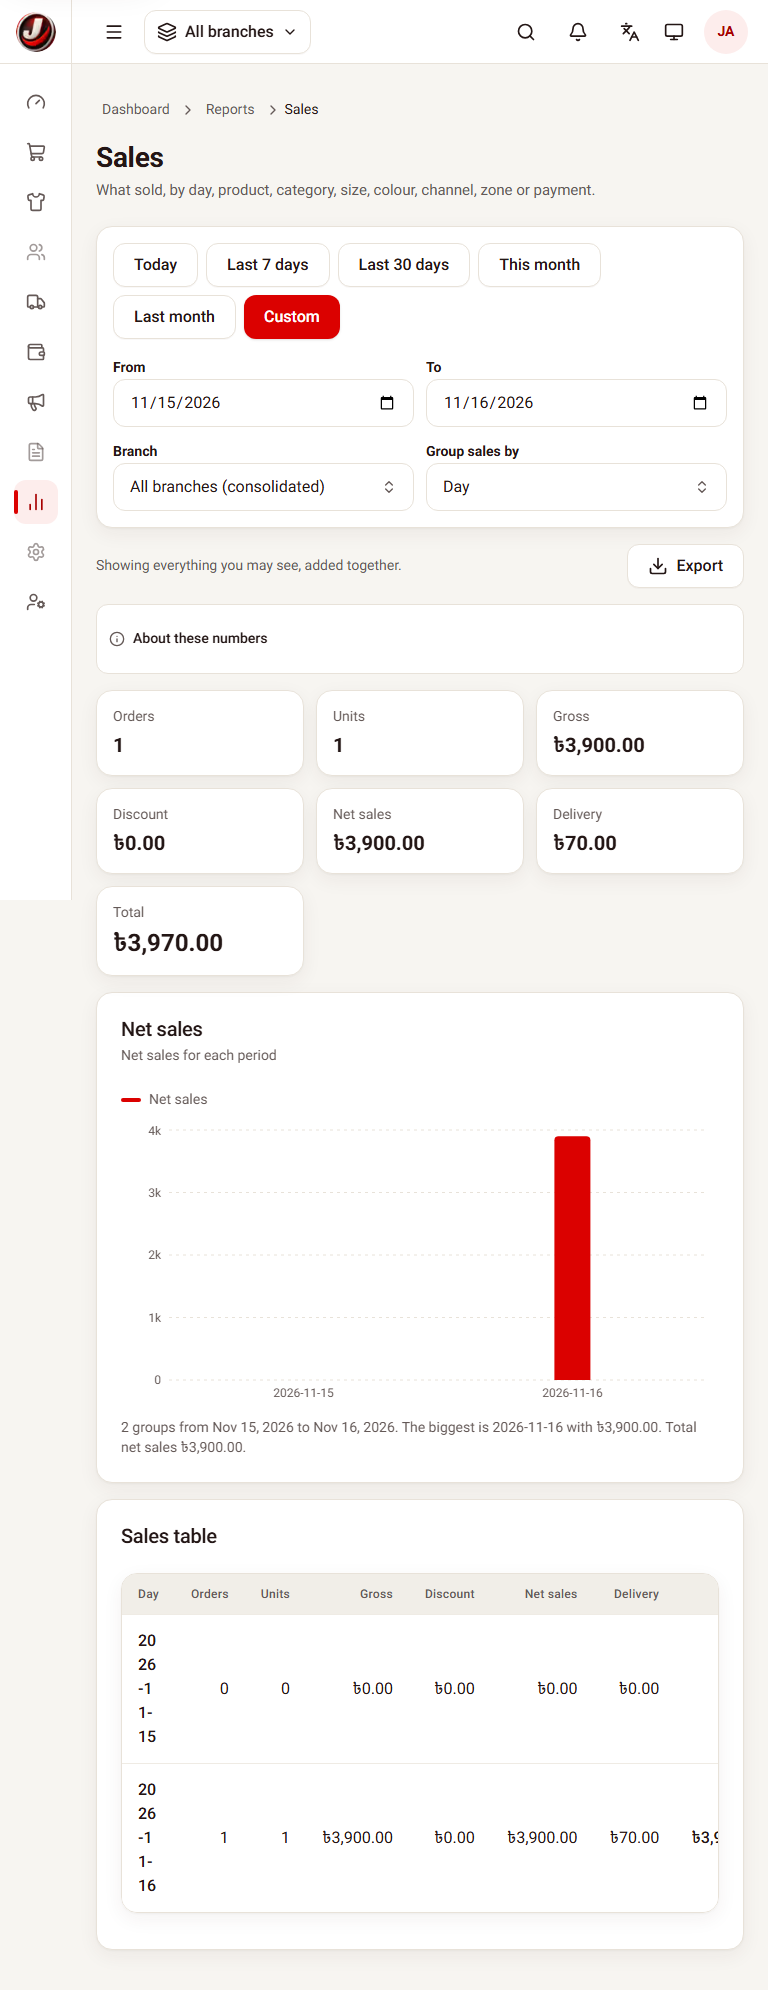 J
All branches
JA
Dashboard > Reports > Sales
Sales
What sold, by day, product, category, size, colour, channel, zone or payment.
Today
Last 7 days
Last 30 days
This month
Last month
Custom
From
To
11/15/2026
11/16/2026
Branch
Group sales by
All branches (consolidated)
Day
Showing everything you may see, added together.
Export
About these numbers
Orders
1
Units
1
Gross
৳3,900.00
Discount
৳0.00
Net sales
৳3,900.00
Delivery
৳70.00
Total
৳3,970.00
Net sales
Net sales for each period
Net sales
4k
3k
2k
1k
0
2026-11-15
2026-11-16
2 groups from Nov 15, 2026 to Nov 16, 2026. The biggest is 2026-11-16 with ৳3,900.00. Total
net sales ৳3,900.00.
Sales table
Day Orders Units Gross Discount Net sales Delivery
20
26
-1
1-
15
0 0 ৳0.00 ৳0.00 ৳0.00 ৳0.00
20
26
-1
1-
16
1 1 ৳3,900.00 ৳0.00 ৳3,900.00 ৳70.00